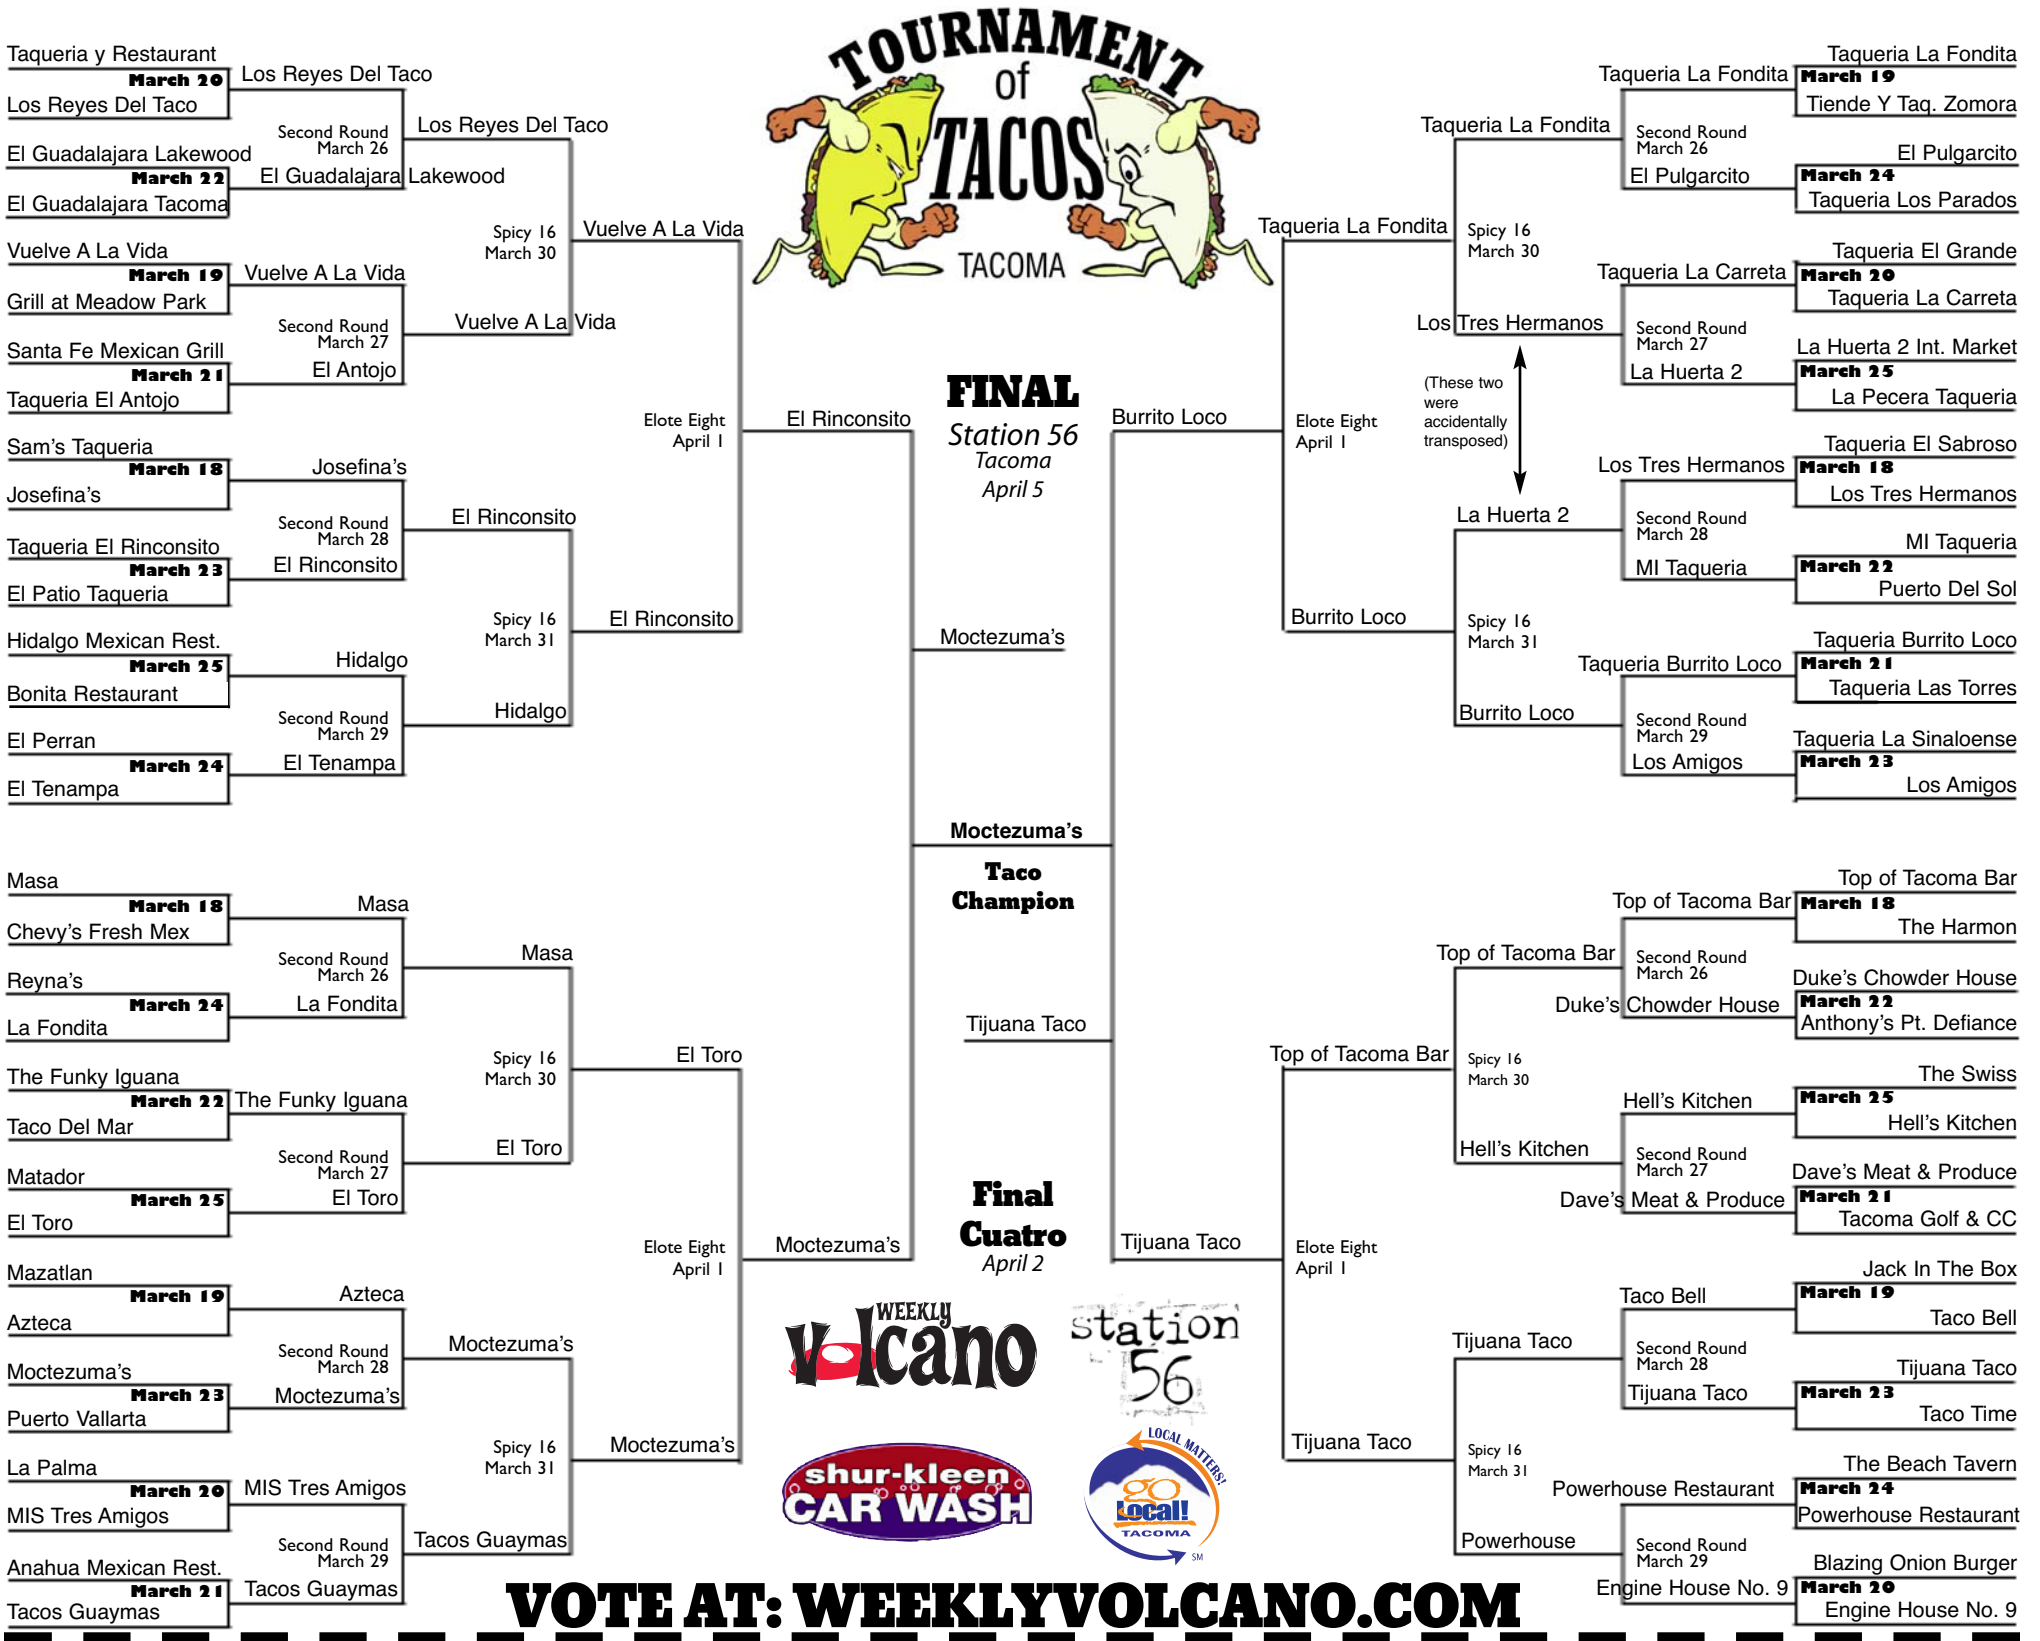 TOURNAMENT
of
TACOS
TACOMA
Taqueria y Restaurant
March 20
Los Reyes Del Taco
El Guadalajara Lakewood
March 22
El Guadalajara Tacoma
Vuelve A La Vida
March 19
Grill at Meadow Park
Santa Fe Mexican Grill
March 21
Taqueria El Antojo
Sam's Taqueria
March 18
Josefina's
Taqueria El Rinconsito
March 23
El Patio Taqueria
Hidalgo Mexican Rest.
March 25
Bonita Restaurant
El Perran
March 24
El Tenampa
Masa
March 18
Chevy's Fresh Mex
Reyna's
March 24
La Fondita
The Funky Iguana
March 22
Taco Del Mar
Matador
March 25
El Toro
Mazatlan
March 19
Azteca
Moctezuma's
March 23
Puerto Vallarta
La Palma
March 20
MIS Tres Amigos
Anahua Mexican Rest.
March 21
Tacos Guaymas
Los Reyes Del Taco
Second Round
March 26
El Guadalajara Lakewood
Vuelve A La Vida
Second Round
March 27
El Antojo
Josefina's
Second Round
March 28
El Rinconsito
Hidalgo
Second Round
March 29
El Tenampa
Masa
Second Round
March 26
La Fondita
The Funky Iguana
Second Round
March 27
El Toro
Azteca
Second Round
March 28
Moctezuma's
MIS Tres Amigos
Second Round
March 29
Tacos Guaymas
Los Reyes Del Taco
Spicy 16
March 30
Vuelve A La Vida
El Rinconsito
Spicy 16
March 31
Hidalgo
Masa
Spicy 16
March 30
El Toro
Moctezuma's
Spicy 16
March 31
Tacos Guaymas
Vuelve A La Vida
Elote Eight
April 1
El Rinconsito
El Toro
Elote Eight
April 1
Moctezuma's
El Rinconsito
Moctezuma's
FINAL
Station 56
Tacoma
April 5
Moctezuma's
Moctezuma's
Taco
Champion
Tijuana Taco
Final
Cuatro
April 2
Burrito Loco
Tijuana Taco
Taqueria La Fondita
Elote Eight
April 1
Burrito Loco
Top of Tacoma Bar
Elote Eight
April 1
Tijuana Taco
Taqueria La Fondita
Spicy 16
March 30
Los Tres Hermanos
(These two
were
accidentally
transposed)
La Huerta 2
Spicy 16
March 31
Burrito Loco
Top of Tacoma Bar
Spicy 16
March 30
Hell's Kitchen
Tijuana Taco
Spicy 16
March 31
Powerhouse
Taqueria La Fondita
Second Round
March 26
El Pulgarcito
Taqueria La Carreta
Second Round
March 27
La Huerta 2
Los Tres Hermanos
Second Round
March 28
MI Taqueria
Taqueria Burrito Loco
Second Round
March 29
Los Amigos
Top of Tacoma Bar
Second Round
March 26
Duke's Chowder House
Hell's Kitchen
Second Round
March 27
Dave's Meat & Produce
Taco Bell
Second Round
March 28
Tijuana Taco
Powerhouse Restaurant
Second Round
March 29
Engine House No. 9
Taqueria La Fondita
March 19
Tiende Y Taq. Zomora
El Pulgarcito
March 24
Taqueria Los Parados
Taqueria El Grande
March 20
Taqueria La Carreta
La Huerta 2 Int. Market
March 25
La Pecera Taqueria
Taqueria El Sabroso
March 18
Los Tres Hermanos
MI Taqueria
March 22
Puerto Del Sol
Taqueria Burrito Loco
March 21
Taqueria Las Torres
Taqueria La Sinaloense
March 23
Los Amigos
Top of Tacoma Bar
March 18
The Harmon
Duke's Chowder House
March 22
Anthony's Pt. Defiance
The Swiss
March 25
Hell's Kitchen
Dave's Meat & Produce
March 21
Tacoma Golf & CC
Jack In The Box
March 19
Taco Bell
Tijuana Taco
March 23
Taco Time
The Beach Tavern
March 24
Powerhouse Restaurant
Blazing Onion Burger
March 20
Engine House No. 9
WEEKLY
Volcano
station
56
shur-kleen
CAR WASH
LOCAL MATTERS!
go
Local!
TACOMA
SM
VOTE AT: WEEKLYVOLCANO.COM